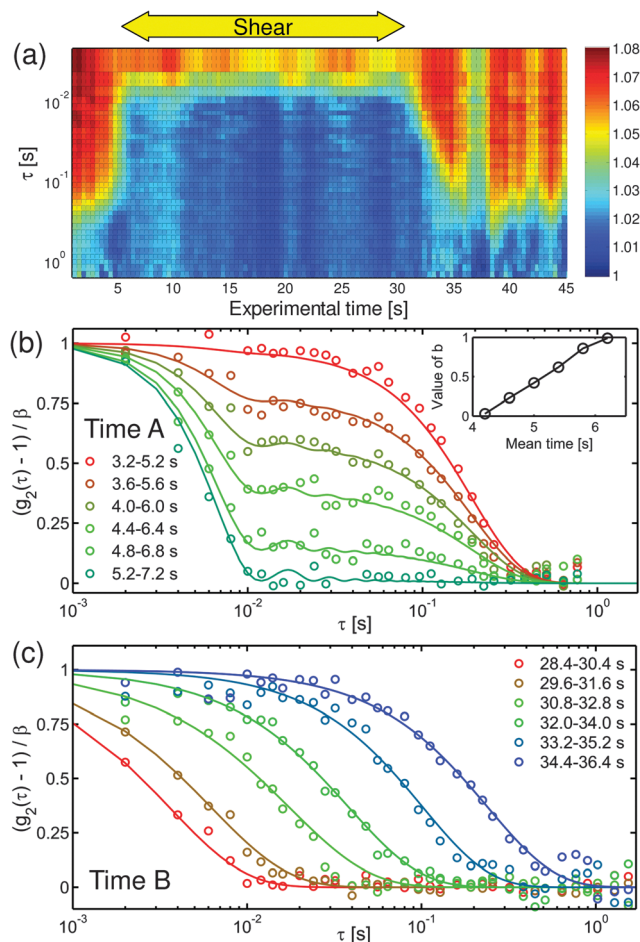 Shear
(a)
τ [s]
10⁻²
10⁻¹
10⁰
5 10 15 20 25 30 35 40 45
Experimental time [s]
1.08
1.07
1.06
1.05
1.04
1.03
1.02
1.01
1
(b)
(g₂(τ) − 1) / β
1
0.75
0.5
0.25
0
Time A
3.2-5.2 s
3.6-5.6 s
4.0-6.0 s
4.4-6.4 s
4.8-6.8 s
5.2-7.2 s
Value of b
1
0.5
0
4 5 6
Mean time [s]
10⁻³ 10⁻² 10⁻¹ 10⁰
τ [s]
(c)
(g₂(τ) − 1) / β
1
0.75
0.5
0.25
0
28.4-30.4 s
29.6-31.6 s
30.8-32.8 s
32.0-34.0 s
33.2-35.2 s
34.4-36.4 s
Time B
10⁻³ 10⁻² 10⁻¹ 10⁰
τ [s]